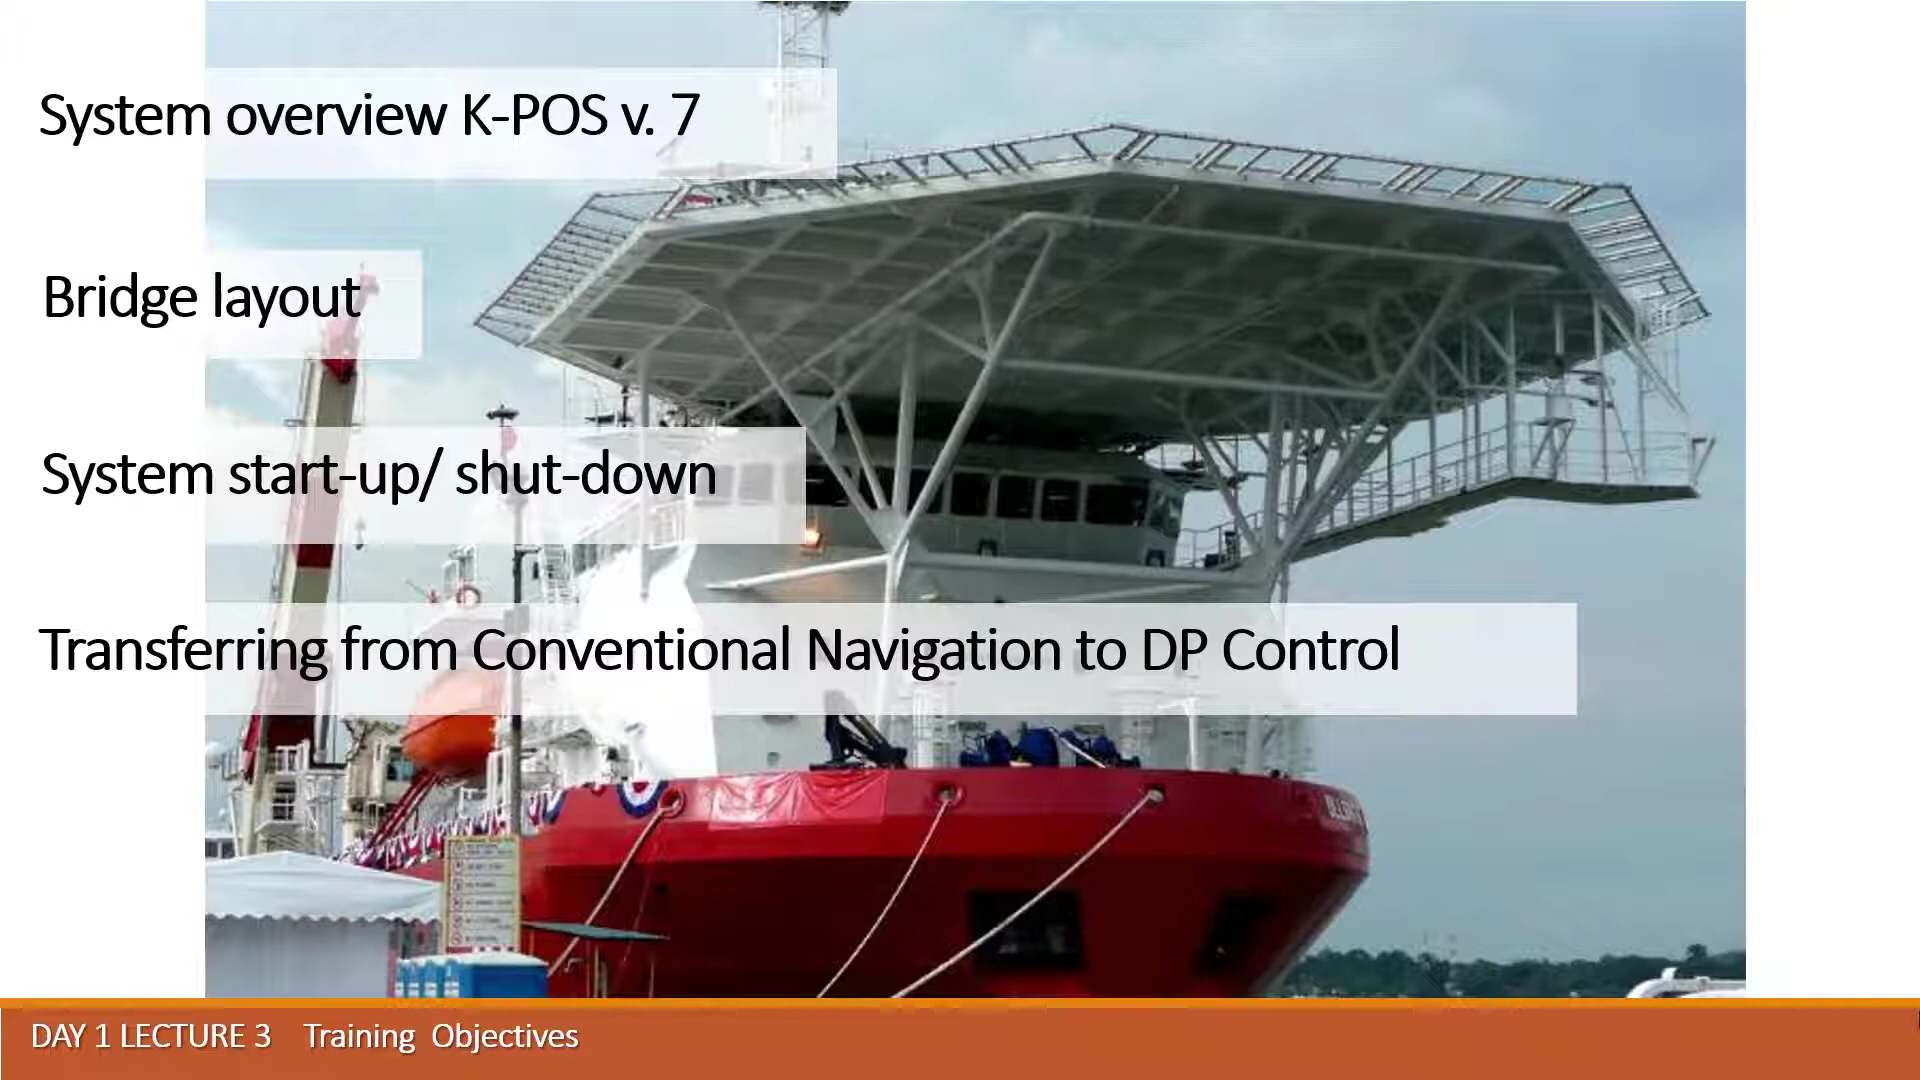 System overview K-POS v. 7
Bridge layout
System start-up/ shut-down
Transferring from Conventional Navigation to DP Control
DAY 1 LECTURE 3 Training Objectives